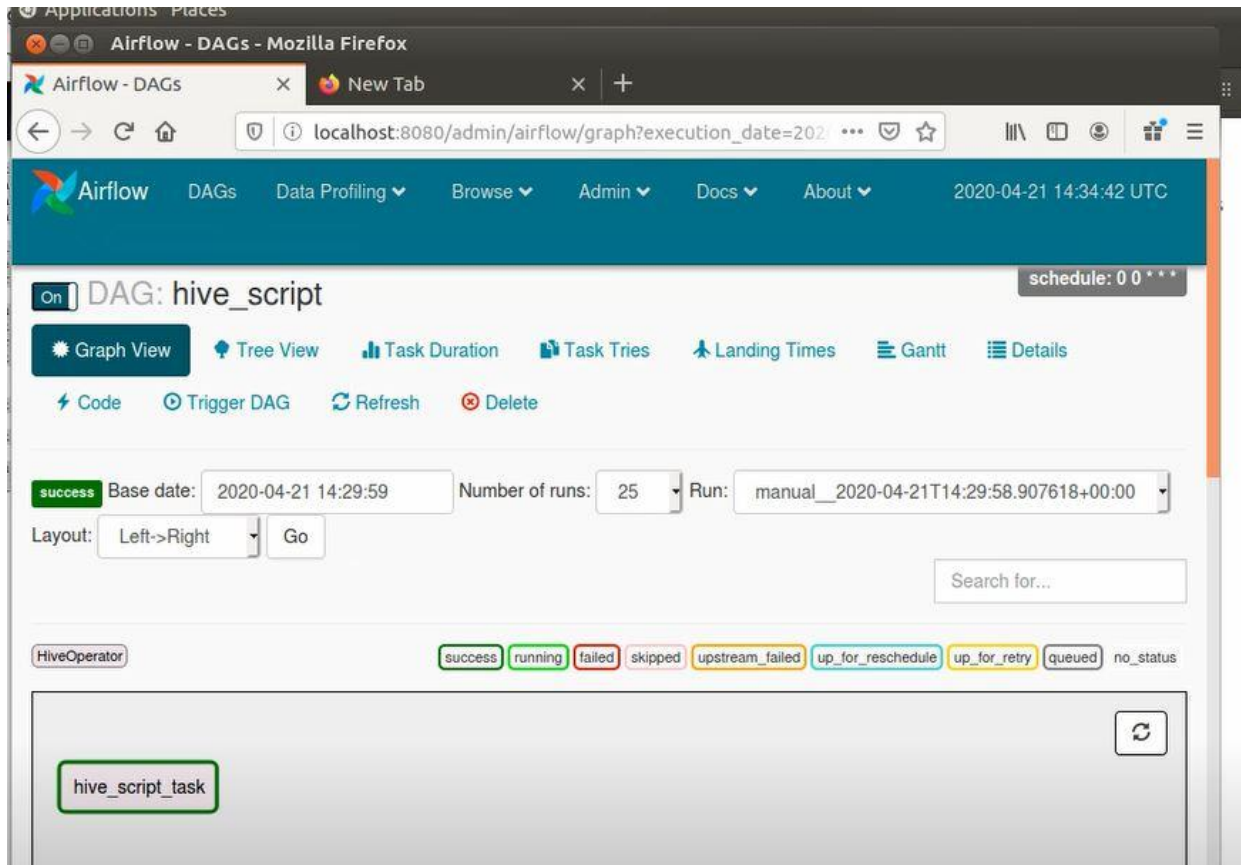 Applications Places
Airflow - DAGs - Mozilla Firefox
Airflow - DAGs New Tab
localhost:8080/admin/airflow/graph?execution_date=202
Airflow DAGs Data Profiling Browse Admin Docs About 2020-04-21 14:34:42 UTC
schedule: 0 0 * * *
On DAG: hive_script
Graph View Tree View Task Duration Task Tries Landing Times Gantt Details
Code Trigger DAG Refresh Delete
success Base date: 2020-04-21 14:29:59 Number of runs: 25 Run: manual__2020-04-21T14:29:58.907618+00:00
Layout: Left->Right Go
Search for...
HiveOperator success running failed skipped upstream_failed up_for_reschedule up_for_retry queued no_status
hive_script_task